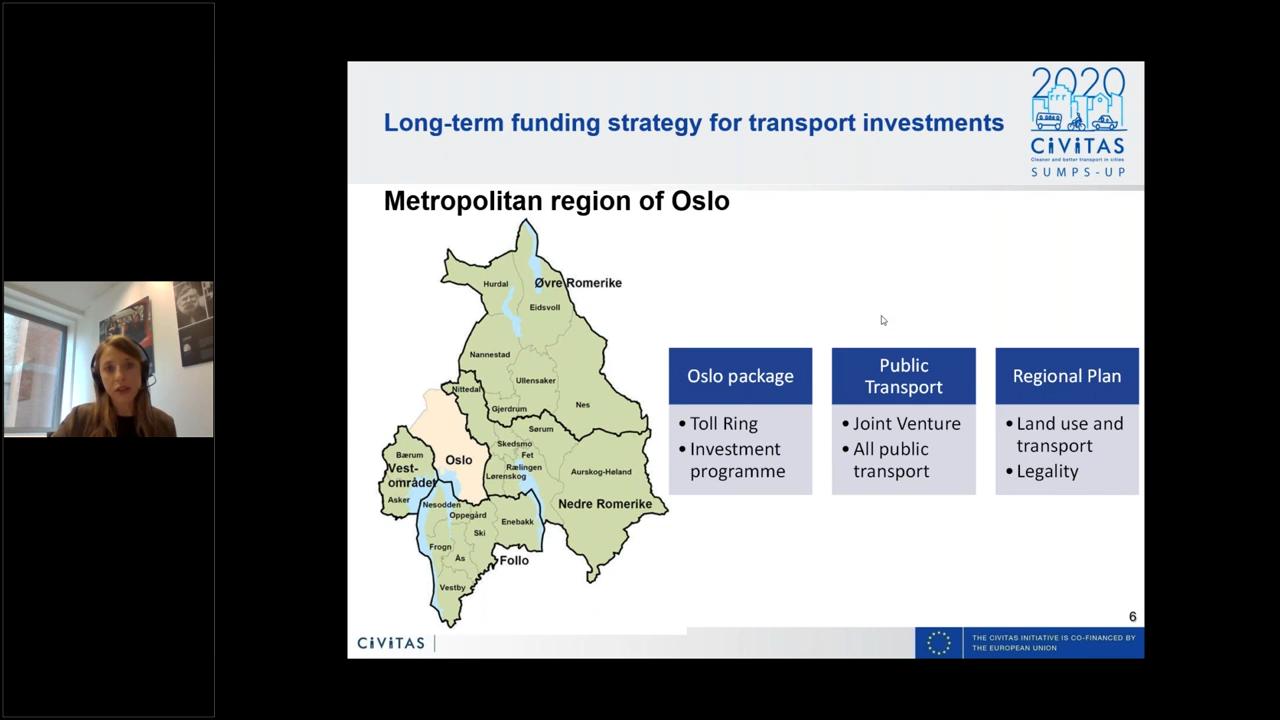 Long-term funding strategy for transport investments
2020
CiViTAS
Cleaner and better transport in cities
SUMPS-UP
Metropolitan region of Oslo
Hurdal
Øvre Romerike
Eidsvoll
Nannestad
Ullensaker
Nittedal
Gjerdrum
Nes
Sørum
Skedsmo
Fet
Bærum
Oslo
Rælingen
Vest-
området
Lørenskog
Aurskog-Høland
Asker
Nesodden
Nedre Romerike
Oppegård
Enebakk
Ski
Frogn
Ås
Follo
Vestby
Oslo package
• Toll Ring
• Investment
programme
Public
Transport
• Joint Venture
• All public
transport
Regional Plan
• Land use and
transport
• Legality
6
CiViTAS
THE CIVITAS INITIATIVE IS CO-FINANCED BY
THE EUROPEAN UNION